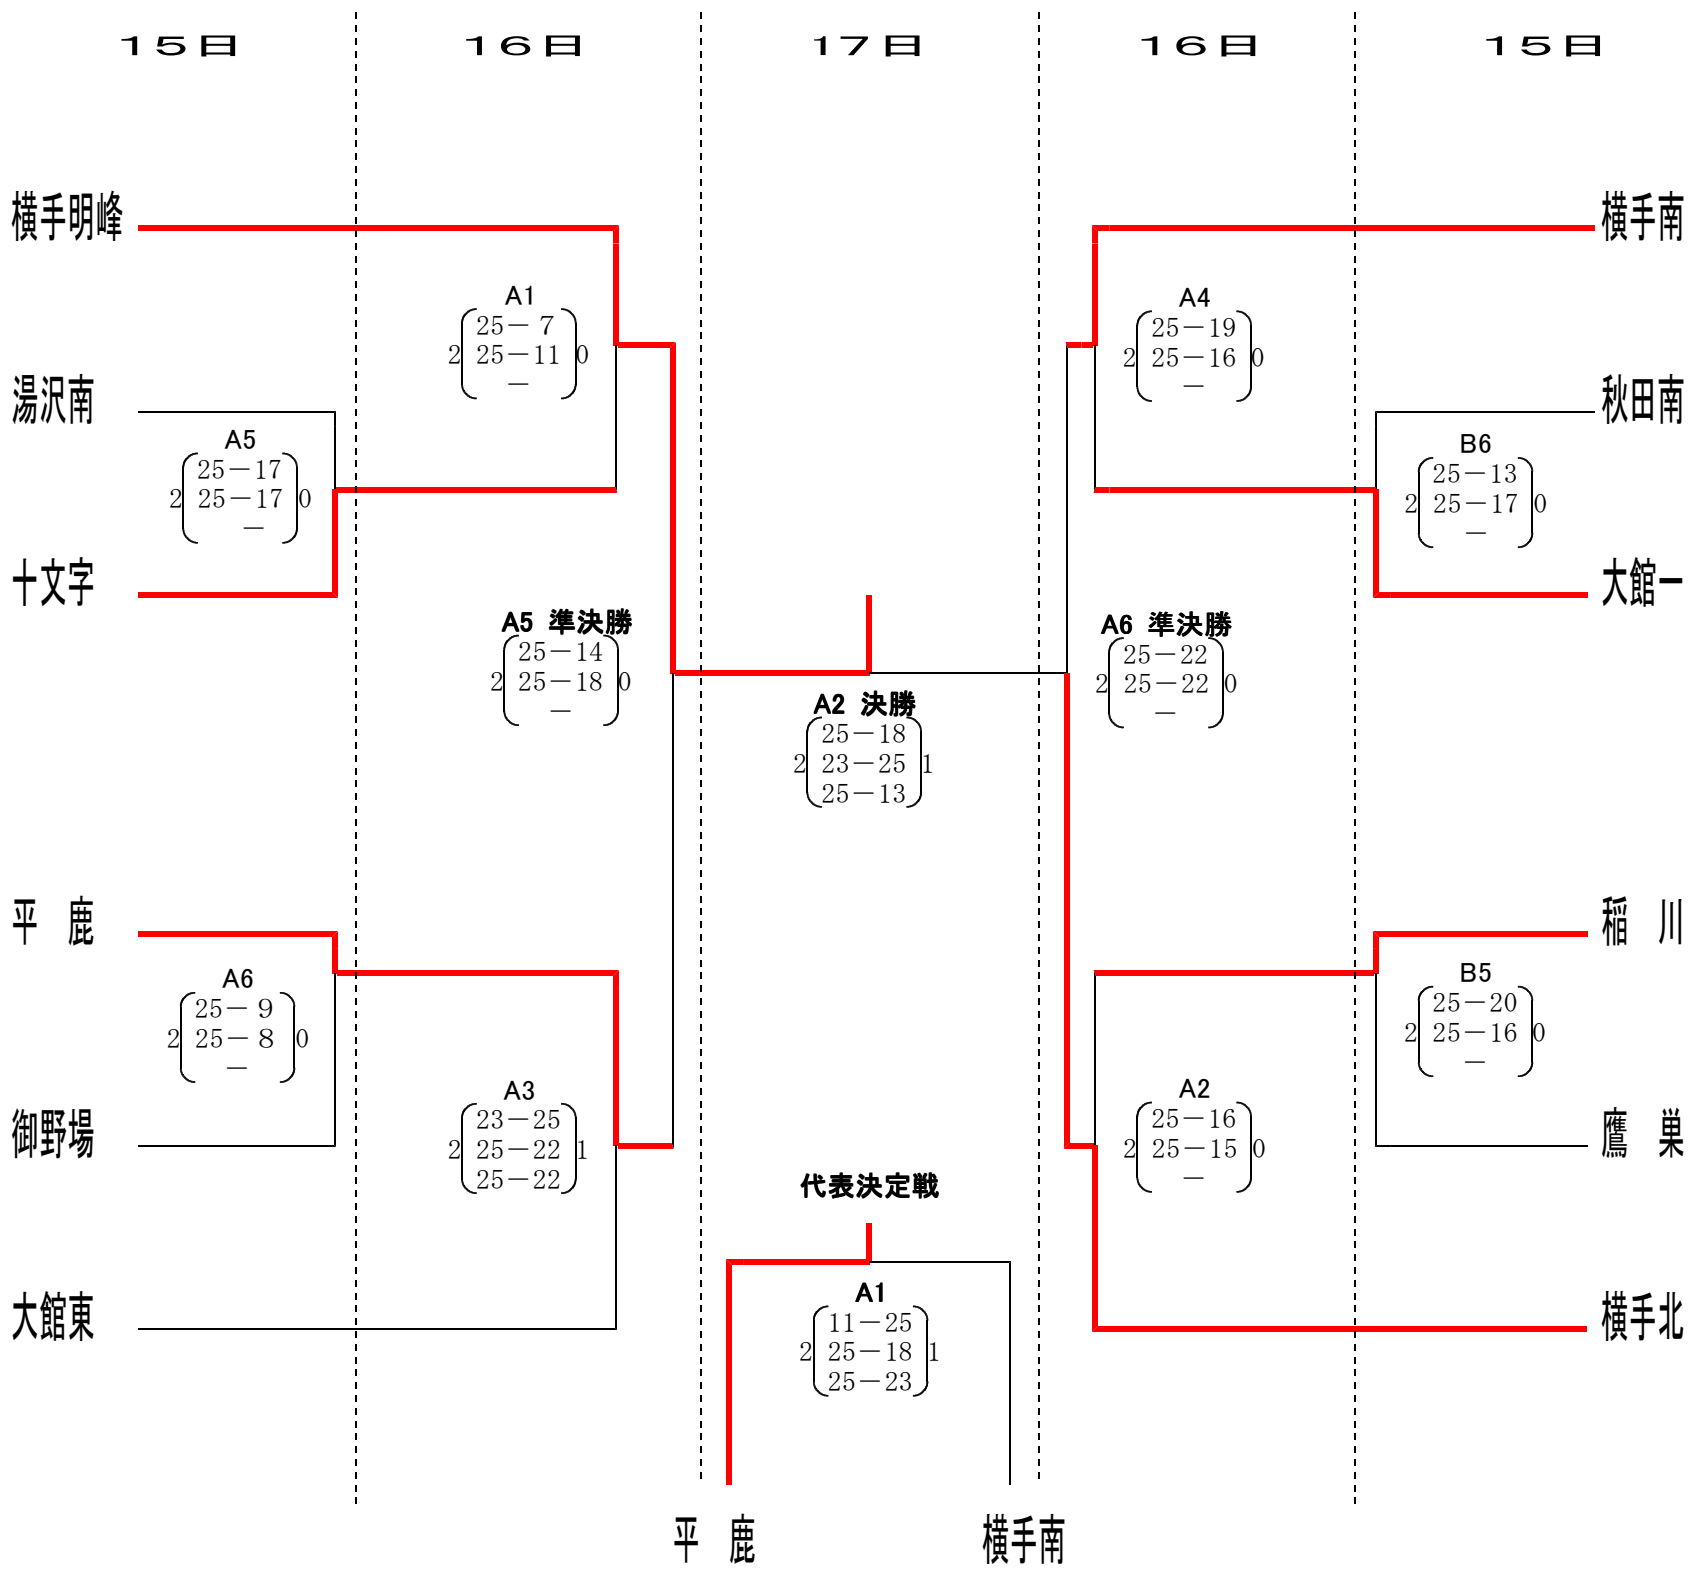 15日 16日 17日 16日 15日
横手明峰
横手南
A1
25－ 7
2 25－11 0
－
A4
25－19
2 25－16 0
－
湯沢南
秋田南
A5
25－17
2 25－17 0
－
B6
25－13
2 25－17 0
－
十文字
大館一
A5 準決勝
25－14
2 25－18 0
－
A6 準決勝
25－22
2 25－22 0
－
A2 決勝
25－18
2 23－25 1
25－13
平　鹿
稲　川
A6
25－ 9
2 25－ 8 0
－
B5
25－20
2 25－16 0
－
御野場
鷹　巣
A3
23－25
2 25－22 1
25－22
A2
25－16
2 25－15 0
－
大館東
横手北
代表決定戦
A1
11－25
2 25－18 1
25－23
平　鹿
横手南